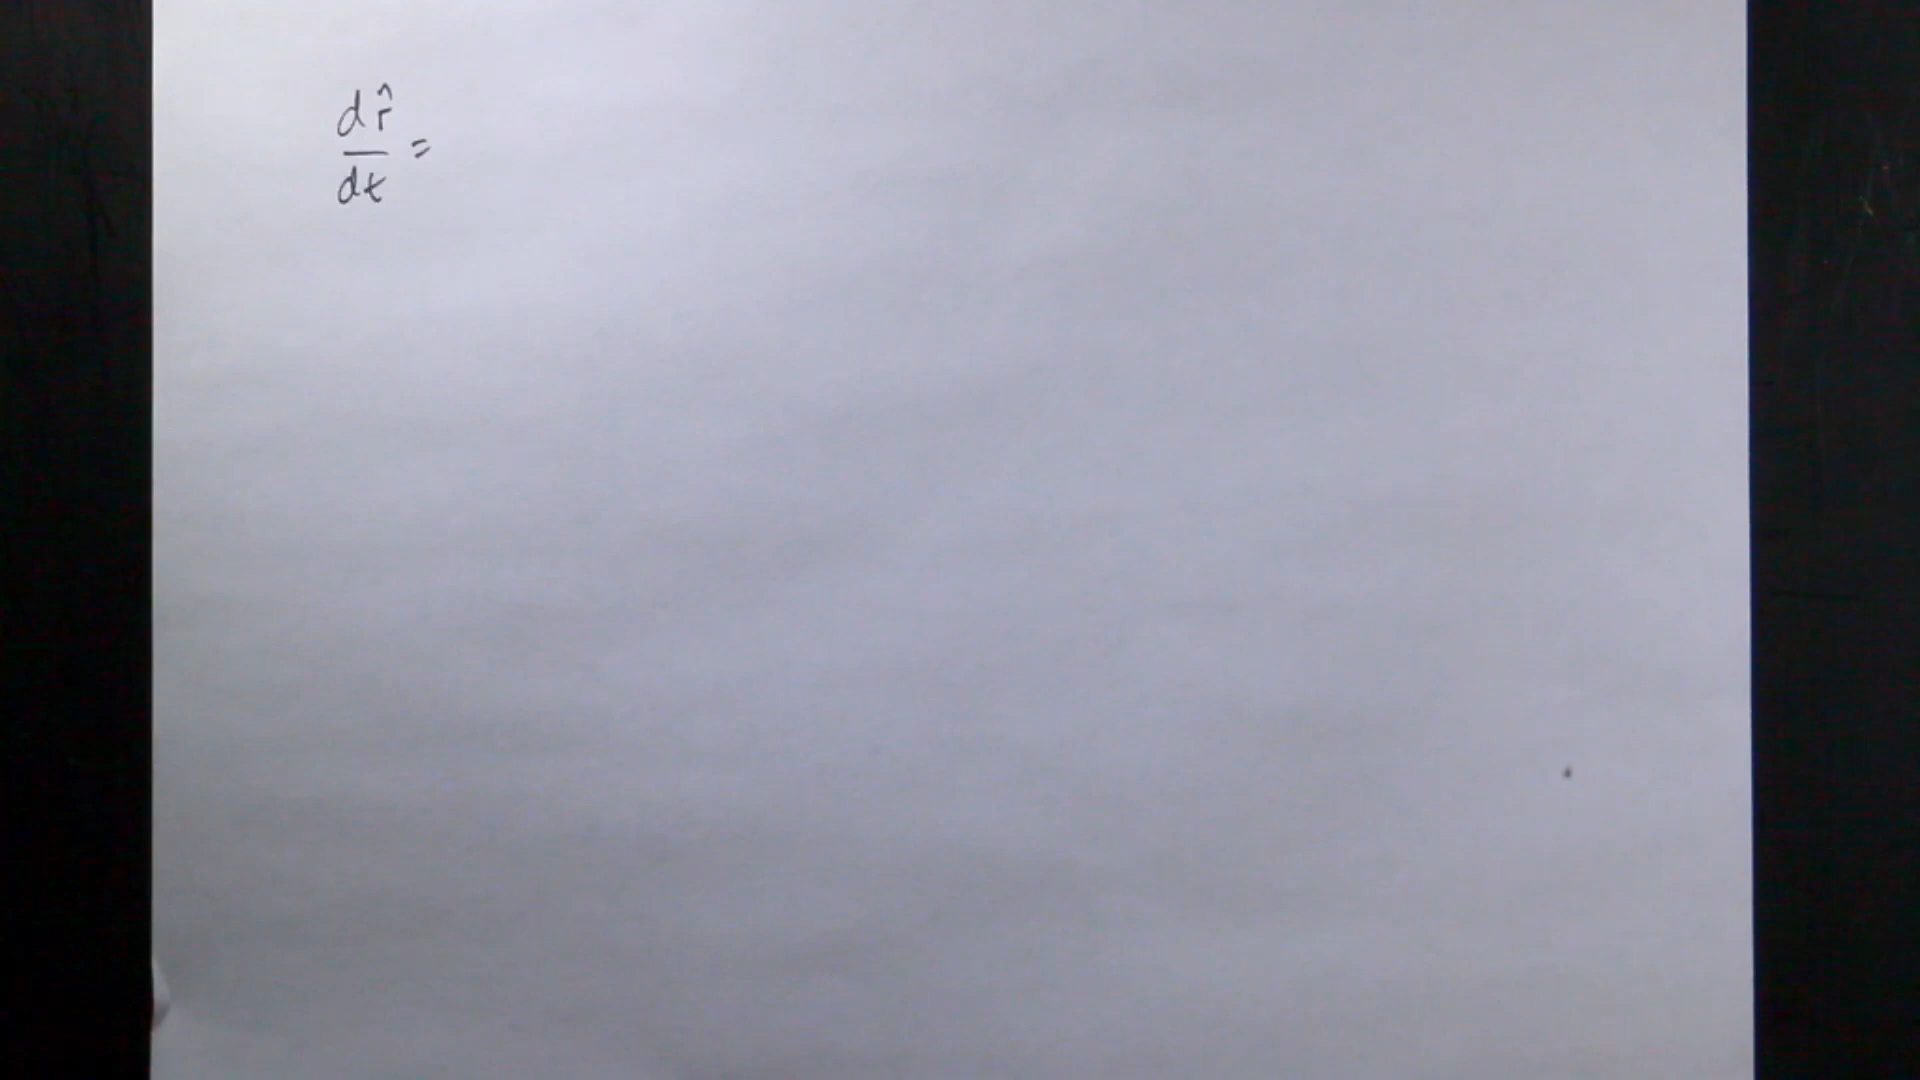 dr̂/dt =